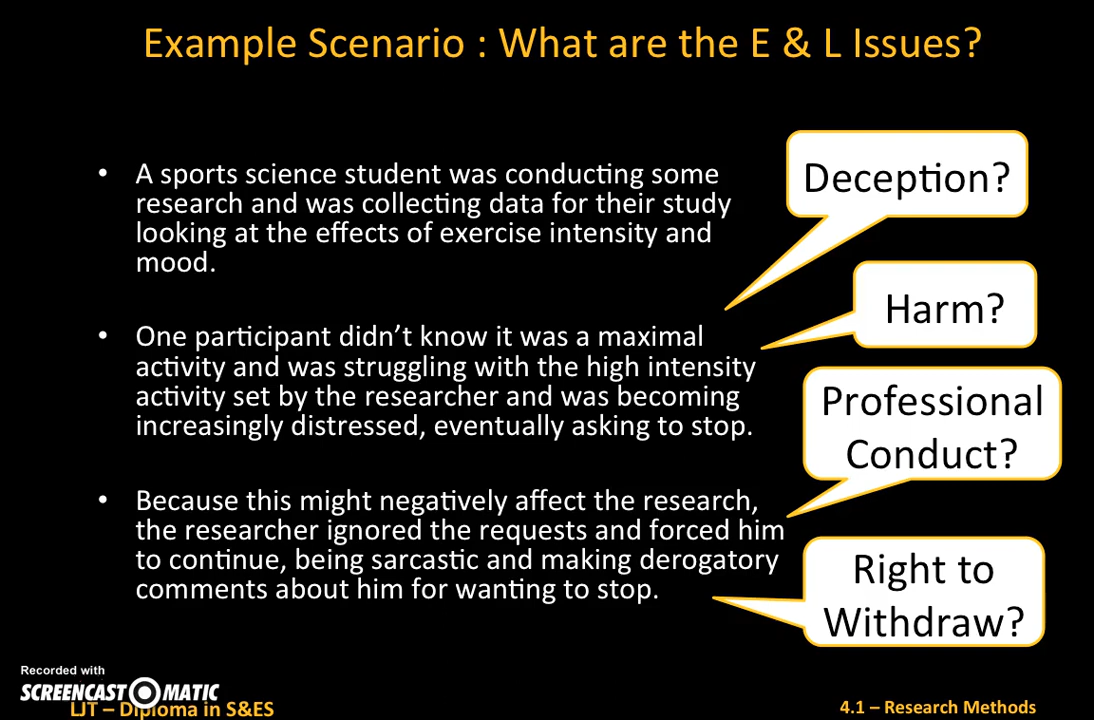 Example Scenario : What are the E & L Issues?
• A sports science student was conducting some
research and was collecting data for their study
looking at the effects of exercise intensity and
mood.
• One participant didn’t know it was a maximal
activity and was struggling with the high intensity
activity set by the researcher and was becoming
increasingly distressed, eventually asking to stop.
• Because this might negatively affect the research,
the researcher ignored the requests and forced him
to continue, being sarcastic and making derogatory
comments about him for wanting to stop.
Deception?
Harm?
Professional
Conduct?
Right to
Withdraw?
Recorded with
SCREENCAST O MATIC
LJT – Diploma in S&ES
4.1 – Research Methods